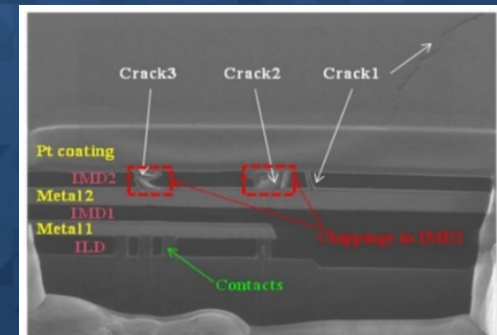 Crack3 Crack2 Crack1
Pt coating
IMD2
Metal2
IMD1
Metal1
Chippings in IMD2
ILD
Contacts